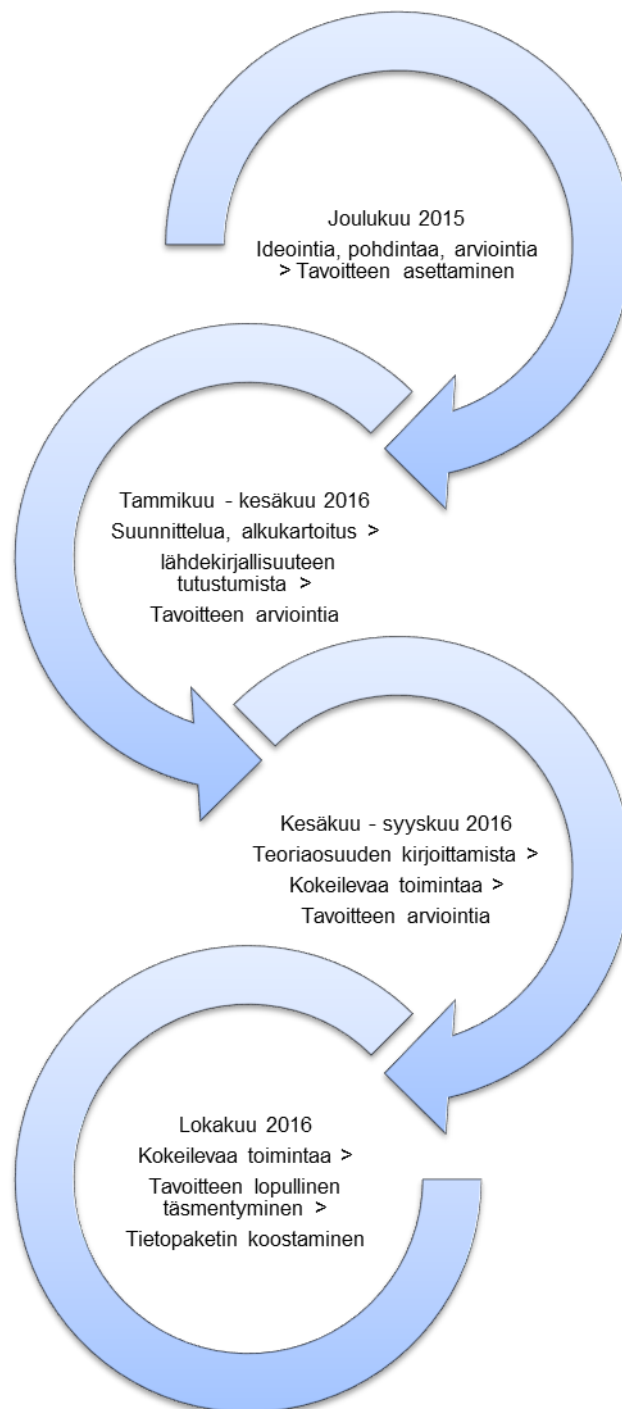 Joulukuu 2015
Ideointia, pohdintaa, arviointia
> Tavoitteen asettaminen
Tammikuu - kesäkuu 2016
Suunnittelua, alkukartoitus >
lähdekirjallisuuteen
tutustumista >
Tavoitteen arviointia
Kesäkuu - syyskuu 2016
Teoriaosuuden kirjoittamista >
Kokeilevaa toimintaa >
Tavoitteen arviointia
Lokakuu 2016
Kokeilevaa toimintaa >
Tavoitteen lopullinen
täsmentyminen >
Tietopaketin koostaminen